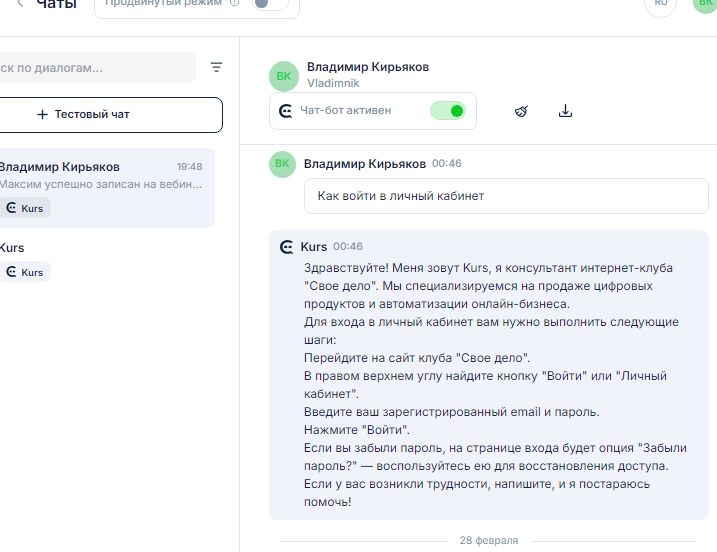 Чаты
Продвинутый режим
RU
ВК
ск по диалогам...
+ Тестовый чат
Владимир Кирьяков 19:48
Максим успешно записан на вебин...
Kurs
Kurs
Kurs
ВК
Владимир Кирьяков
Vladimnik
Чат-бот активен
ВК
Владимир Кирьяков 00:46
Как войти в личный кабинет
Kurs 00:46
Здравствуйте! Меня зовут Kurs, я консультант интернет-клуба
"Свое дело". Мы специализируемся на продаже цифровых
продуктов и автоматизации онлайн-бизнеса.
Для входа в личный кабинет вам нужно выполнить следующие
шаги:
Перейдите на сайт клуба "Свое дело".
В правом верхнем углу найдите кнопку "Войти" или "Личный
кабинет".
Введите ваш зарегистрированный email и пароль.
Нажмите "Войти".
Если вы забыли пароль, на странице входа будет опция "Забыли
пароль?" — воспользуйтесь ею для восстановления доступа.
Если у вас возникли трудности, напишите, и я постараюсь
помочь!
28 февраля